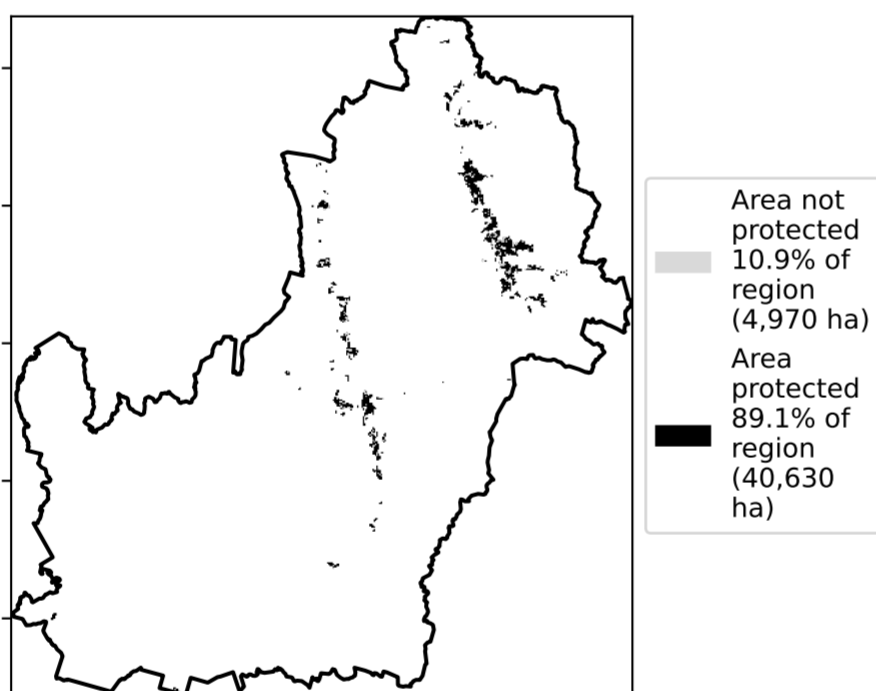 Area not
protected
10.9% of
region
(4,970 ha)
Area
protected
89.1% of
region
(40,630
ha)